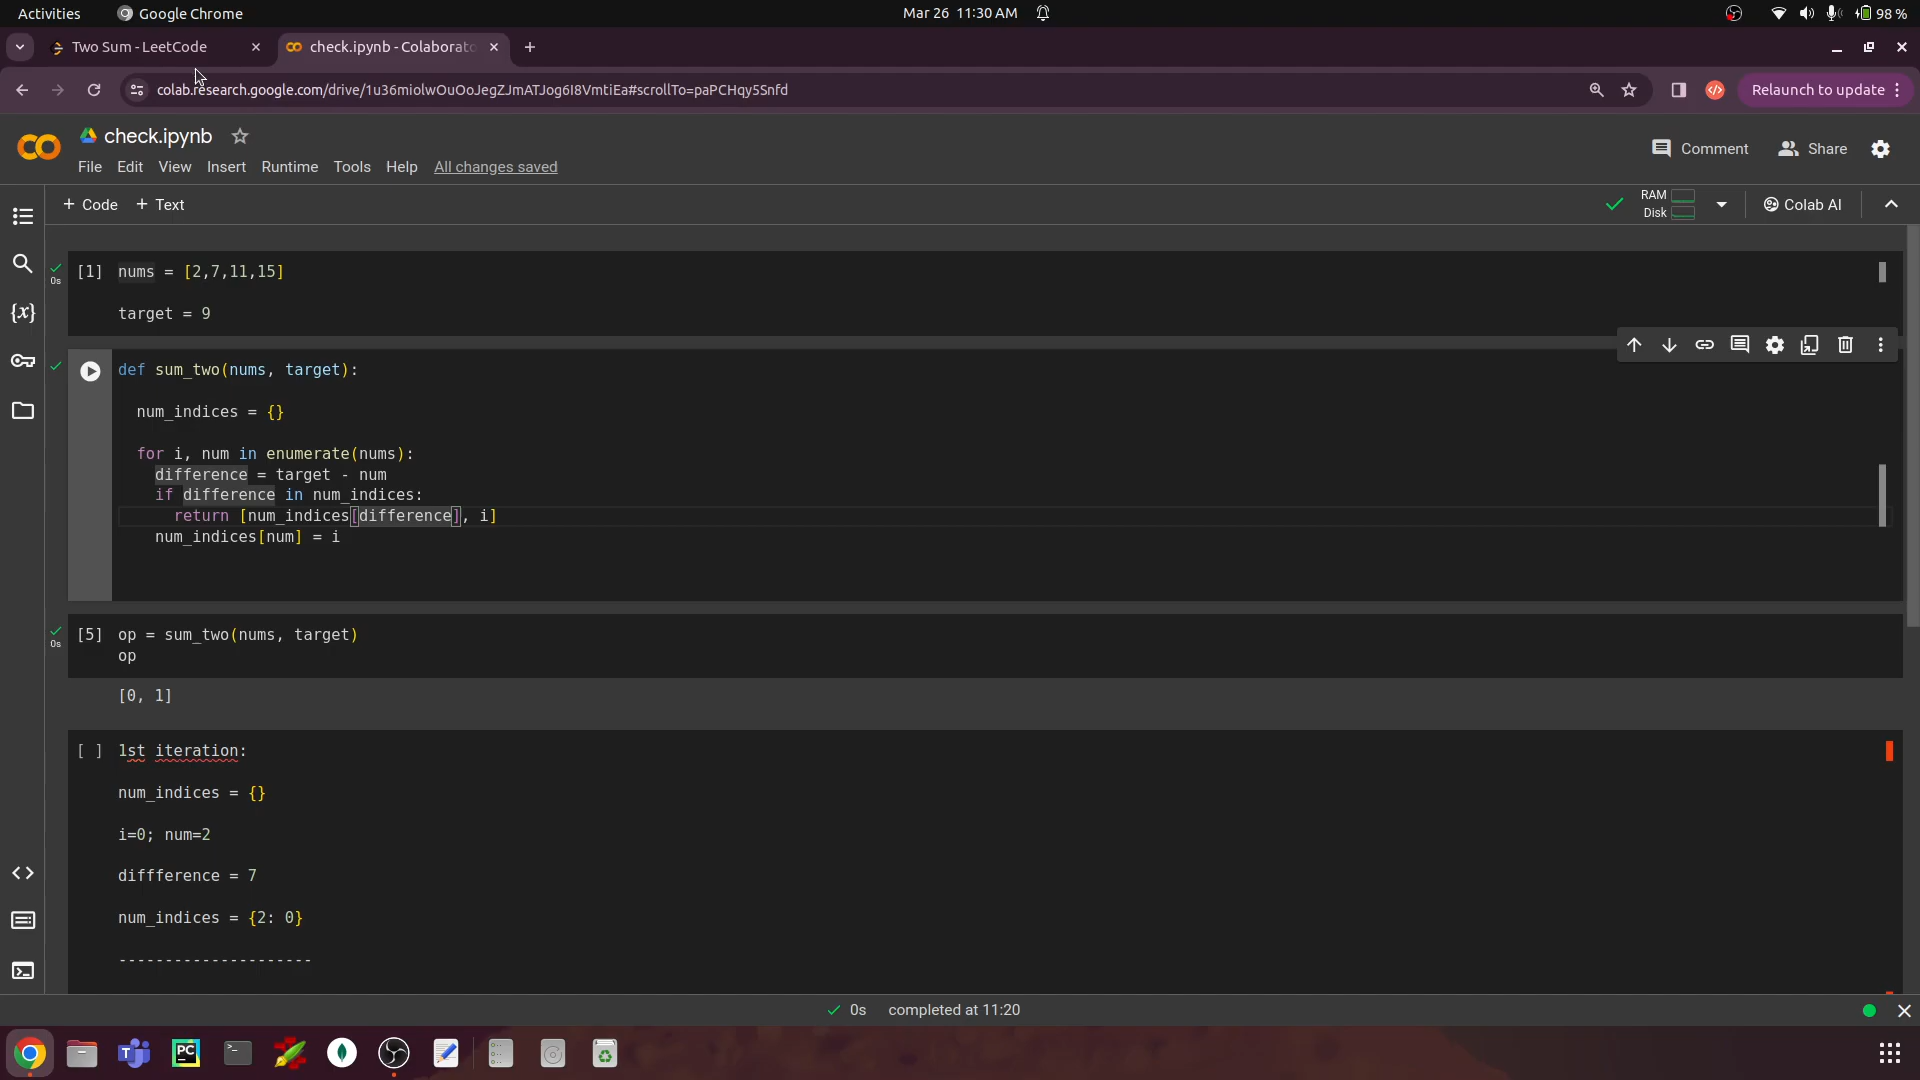 Activities
Google Chrome
Mar 26 11:30 AM
98 %
Two Sum - LeetCode
check.ipynb - Colaborato
colab.research.google.com/drive/1u36miolwOuOoJegZJmATJog6I8VmtiEa#scrollTo=paPCHqy5Snfd
Relaunch to update
CO
check.ipynb
File Edit View Insert Runtime Tools Help All changes saved
Comment
Share
+ Code + Text
RAM
Disk
Colab AI
0s
[1] nums = [2,7,11,15]
target = 9
{x}
def sum_two(nums, target):
num_indices = {}
for i, num in enumerate(nums):
difference = target - num
if difference in num_indices:
return [num_indices[difference], i]
num_indices[num] = i
0s
[5] op = sum_two(nums, target)
op
[0, 1]
[ ] 1st iteration:
num_indices = {}
i=0; num=2
diffference = 7
num_indices = {2: 0}
---------------------
0s completed at 11:20
PC